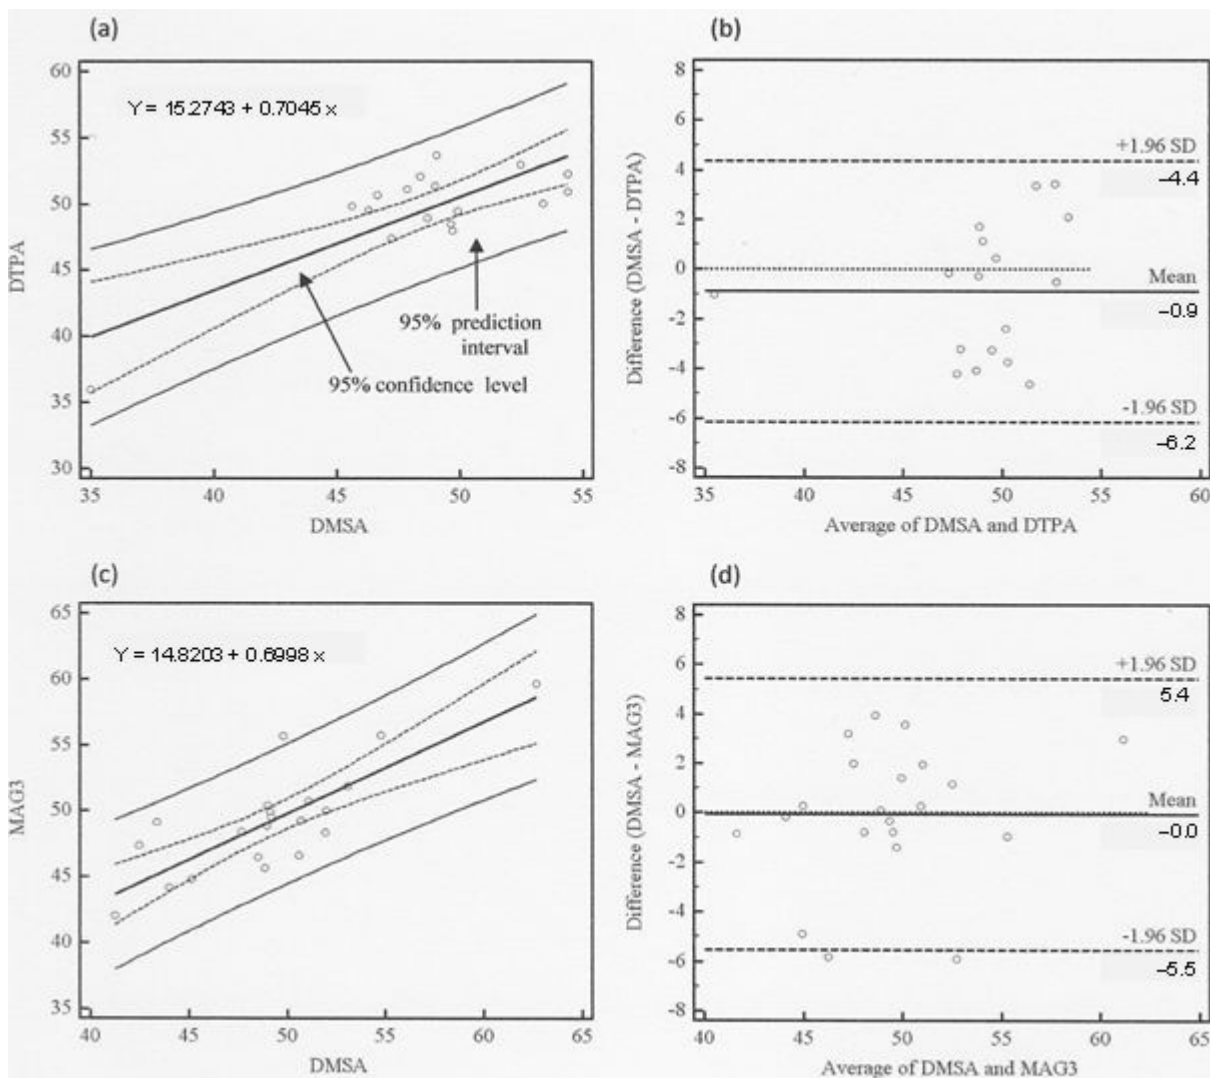 (a)
60
55
50
45
40
35
30
DTPA
Y = 15.2743 + 0.7045 x
95% prediction
interval
95% confidence level
35
40
45
50
55
DMSA
(b)
8
6
4
2
0
-2
-4
-6
-8
Difference (DMSA - DTPA)
+1.96 SD
–4.4
Mean
–0.9
-1.96 SD
–6.2
35
40
45
50
55
60
Average of DMSA and DTPA
(c)
65
60
55
50
45
40
35
MAG3
Y = 14.8203 + 0.6998 x
40
45
50
55
60
65
DMSA
(d)
8
6
4
2
0
-2
-4
-6
-8
Difference (DMSA - MAG3)
+1.96 SD
5.4
Mean
–0.0
-1.96 SD
–5.5
40
45
50
55
60
65
Average of DMSA and MAG3